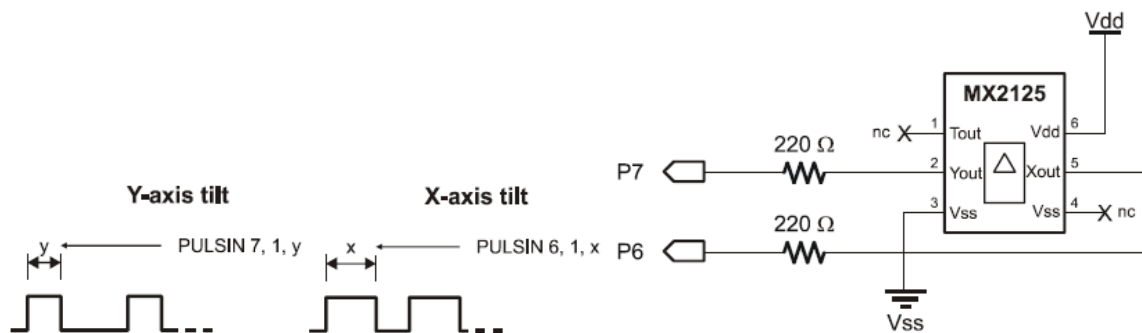 Y-axis tilt
X-axis tilt
y
PULSIN 7, 1, y
x
PULSIN 6, 1, x
Vdd
MX2125
nc
1
Tout
Vdd
6
P7
220 Ω
2
Yout
Xout
5
3
Vss
Vss
4
nc
P6
220 Ω
Vss